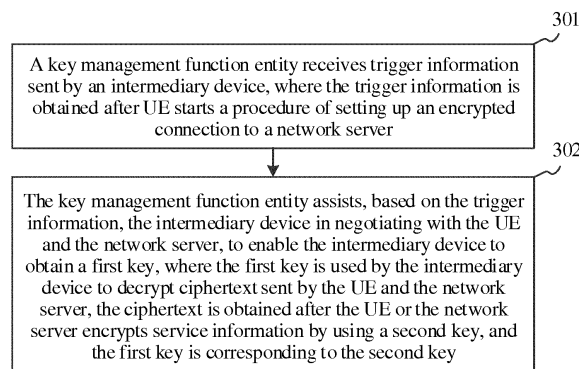 301
A key management function entity receives trigger information
sent by an intermediary device, where the trigger information is
obtained after UE starts a procedure of setting up an encrypted
connection to a network server
302
The key management function entity assists, based on the trigger
information, the intermediary device in negotiating with the UE
and the network server, to enable the intermediary device to
obtain a first key, where the first key is used by the intermediary
device to decrypt ciphertext sent by the UE and the network
server, the ciphertext is obtained after the UE or the network
server encrypts service information by using a second key, and
the first key is corresponding to the second key